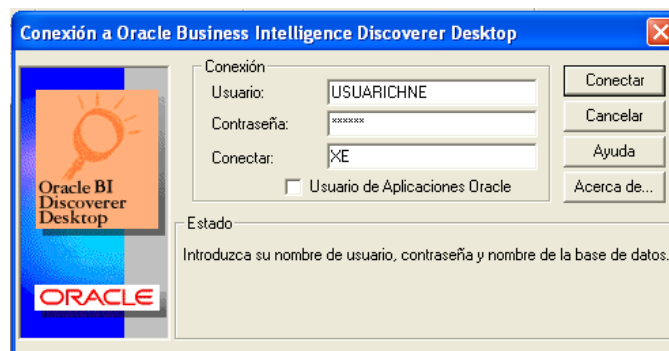 Conexión a Oracle Business Intelligence Discoverer Desktop
Conexión
Usuario:
USUARICHNE
Contraseña:
××××××
Conectar:
XE
Usuario de Aplicaciones Oracle
Conectar
Cancelar
Ayuda
Acerca de...
Oracle BI
Discoverer
Desktop
ORACLE
Estado
Introduzca su nombre de usuario, contraseña y nombre de la base de datos.